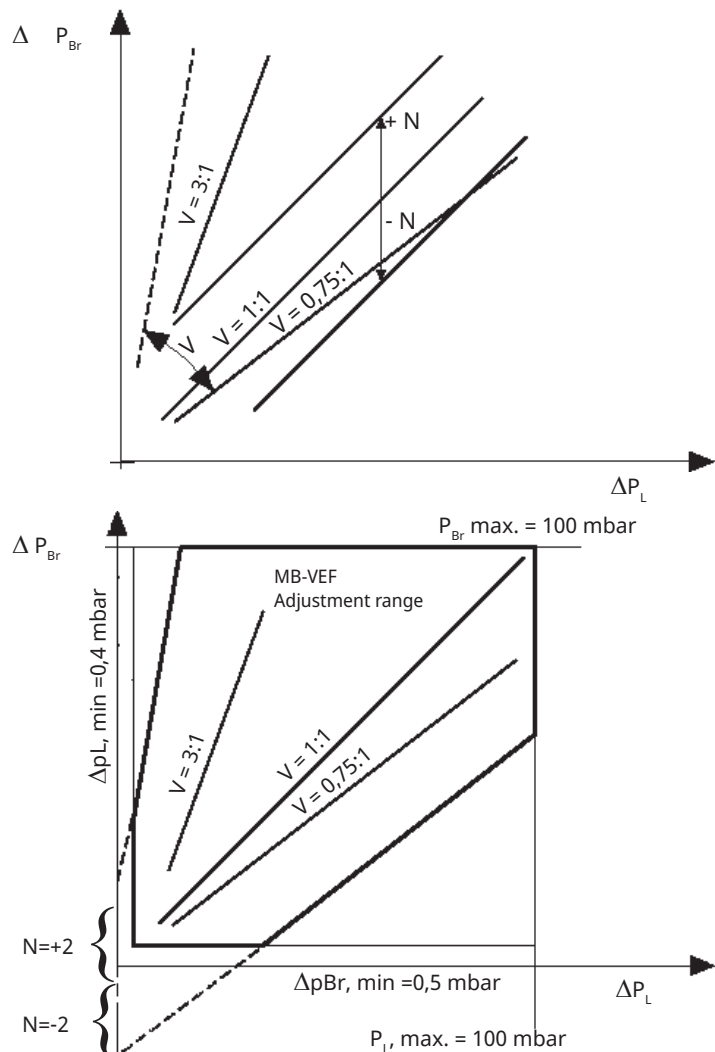 Δ P_Br
V = 3:1
+ N
- N
V
V = 1:1
V = 0,75:1
ΔP_L
P_Br max. = 100 mbar
Δ P_Br
MB-VEF
Adjustment range
ΔpL, min =0,4 mbar
V = 3:1
V = 1:1
V = 0,75:1
N=+2
ΔpBr, min =0,5 mbar
ΔP_L
N=-2
P_L, max. = 100 mbar